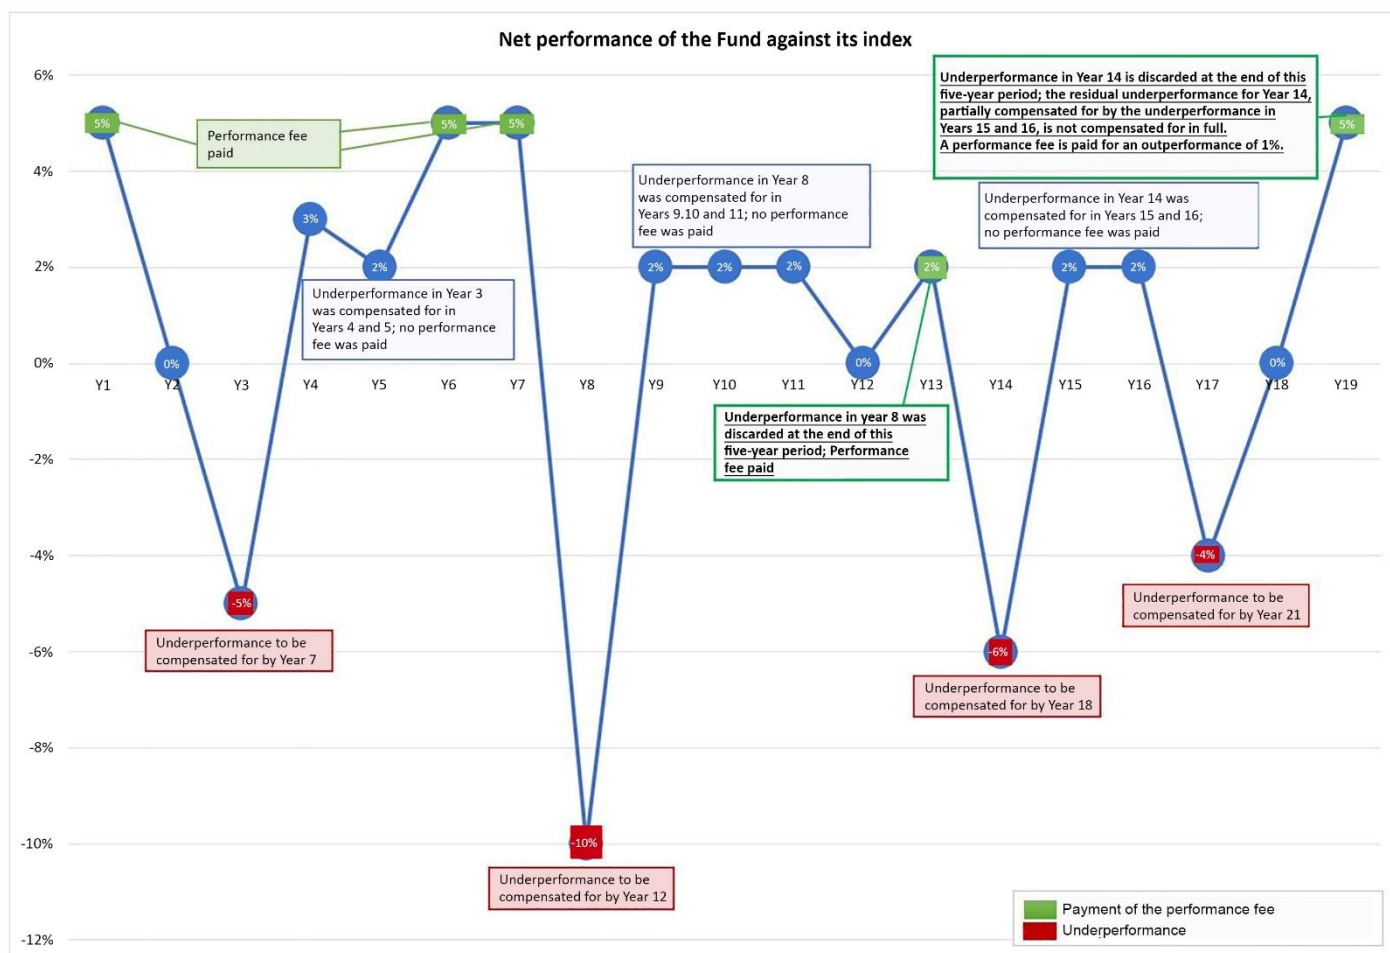 Net performance of the Fund against its index
6%
4%
2%
0%
-2%
-4%
-6%
-8%
-10%
-12%
Y1
Y2
Y3
Y4
Y5
Y6
Y7
Y8
Y9
Y10
Y11
Y12
Y13
Y14
Y15
Y16
Y17
Y18
Y19
5%
0%
-5%
3%
2%
5%
5%
-10%
2%
2%
2%
0%
2%
-6%
2%
2%
-4%
0%
5%
Performance fee
paid
Underperformance in Year 3
was compensated for in
Years 4 and 5; no performance
fee was paid
Underperformance to be
compensated for by Year 7
Underperformance in Year 8
was compensated for in
Years 9.10 and 11; no performance
fee was paid
Underperformance to be
compensated for by Year 12
Underperformance in year 8 was
discarded at the end of this
five-year period; Performance
fee paid
Underperformance in Year 14 is discarded at the end of this
five-year period; the residual underperformance for Year 14,
partially compensated for by the underperformance in
Years 15 and 16, is not compensated for in full.
A performance fee is paid for an outperformance of 1%.
Underperformance in Year 14 was
compensated for in Years 15 and 16;
no performance fee was paid
Underperformance to be
compensated for by Year 18
Underperformance to be
compensated for by Year 21
Payment of the performance fee
Underperformance